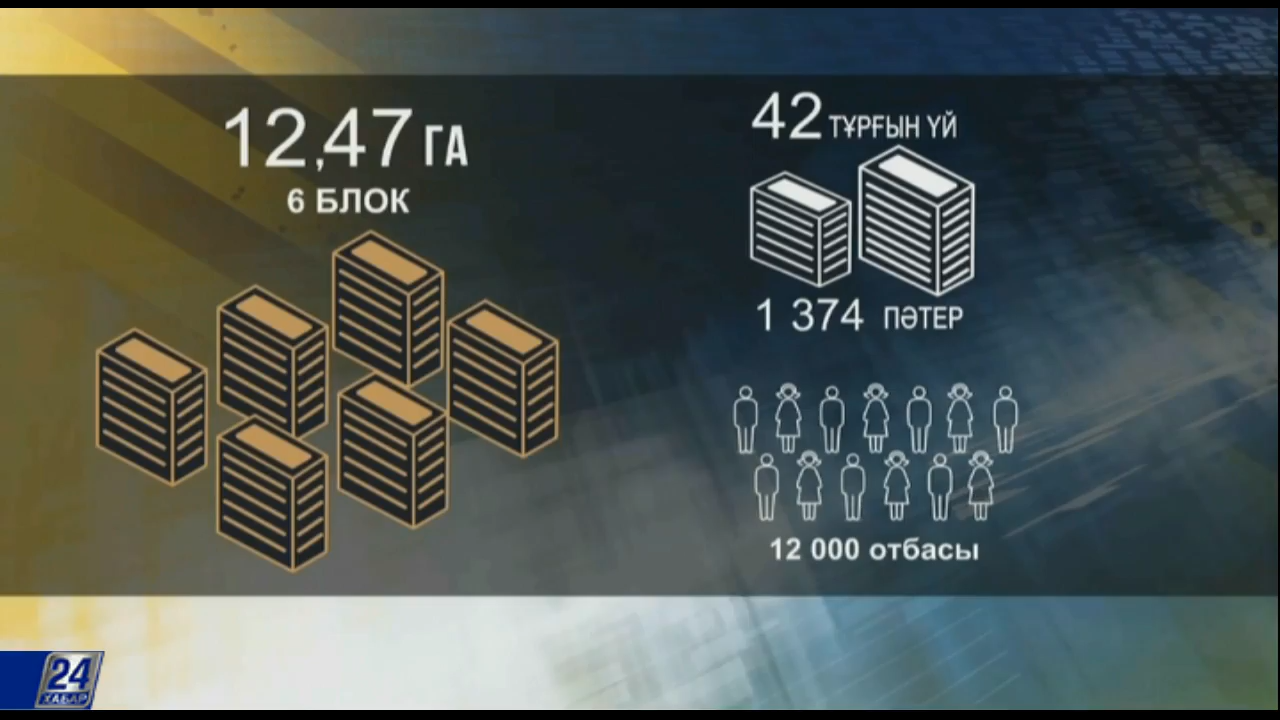 12,47 ГА
6 БЛОК
42 ТҰРҒЫН ҮЙ
1 374 ПӘТЕР
12 000 отбасы
24
ХАБАР